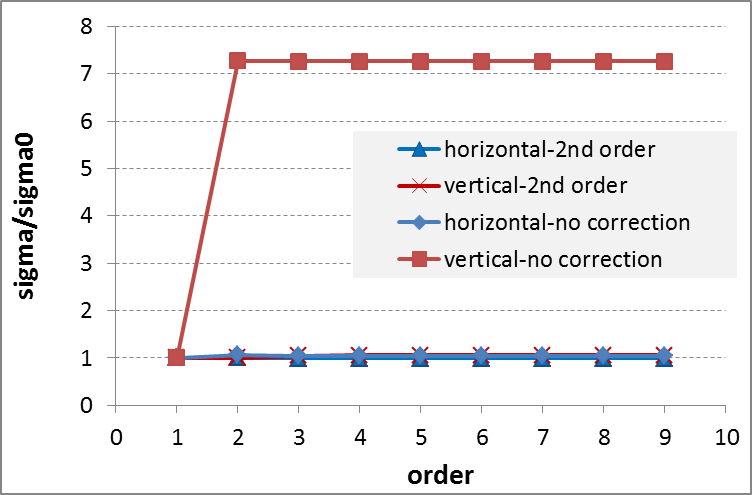 8
7
6
5
4
3
2
1
0
sigma/sigma0
horizontal-2nd order
vertical-2nd order
horizontal-no correction
vertical-no correction
0 1 2 3 4 5 6 7 8 9 10
order